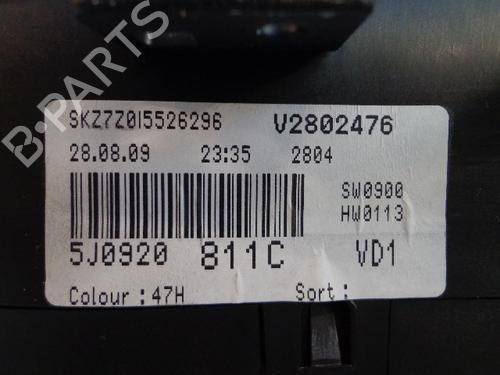 SKZ7Z0I5526296 V2802476
28.08.09 23:35 2804
SW0900
HW0113
5J0920 811C VD1
Colour : 47H Sort :
B-PARTS